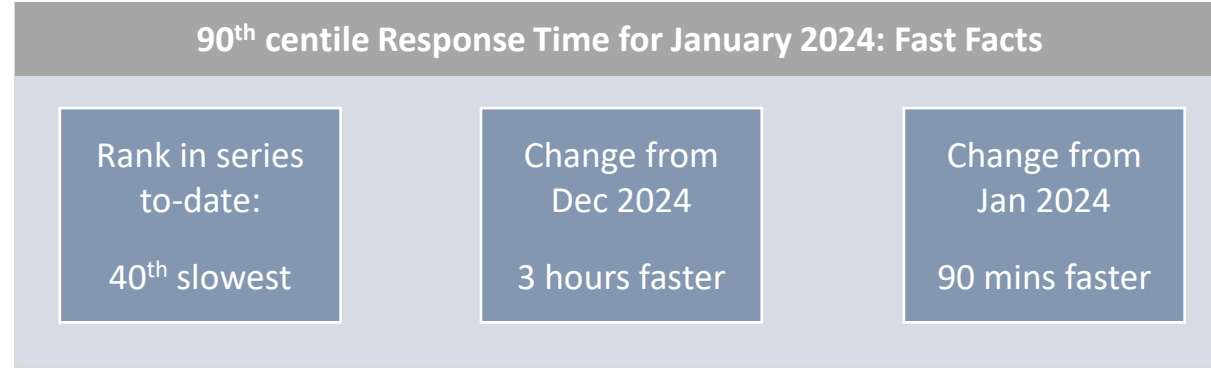 90th centile Response Time for January 2024: Fast Facts
Rank in series
to-date:
40th slowest
Change from
Dec 2024
3 hours faster
Change from
Jan 2024
90 mins faster